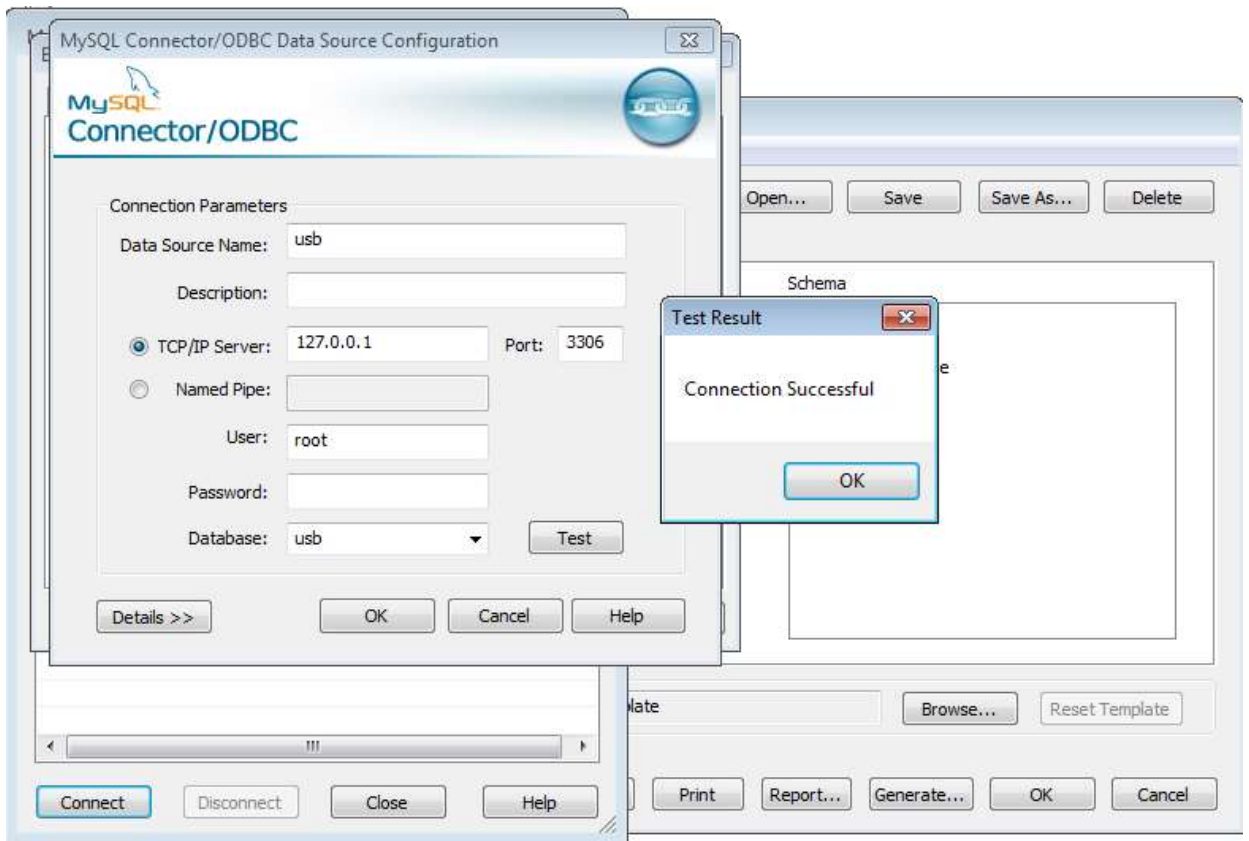 MySQL Connector/ODBC Data Source Configuration
MySQL
Connector/ODBC
Connection Parameters
Data Source Name: usb
Description:
TCP/IP Server: 127.0.0.1 Port: 3306
Named Pipe:
User: root
Password:
Database: usb Test
Details >> OK Cancel Help
Test Result
Connection Successful
OK
Open... Save Save As... Delete
Schema
e
late Browse... Reset Template
Connect Disconnect Close Help
Print Report... Generate... OK Cancel